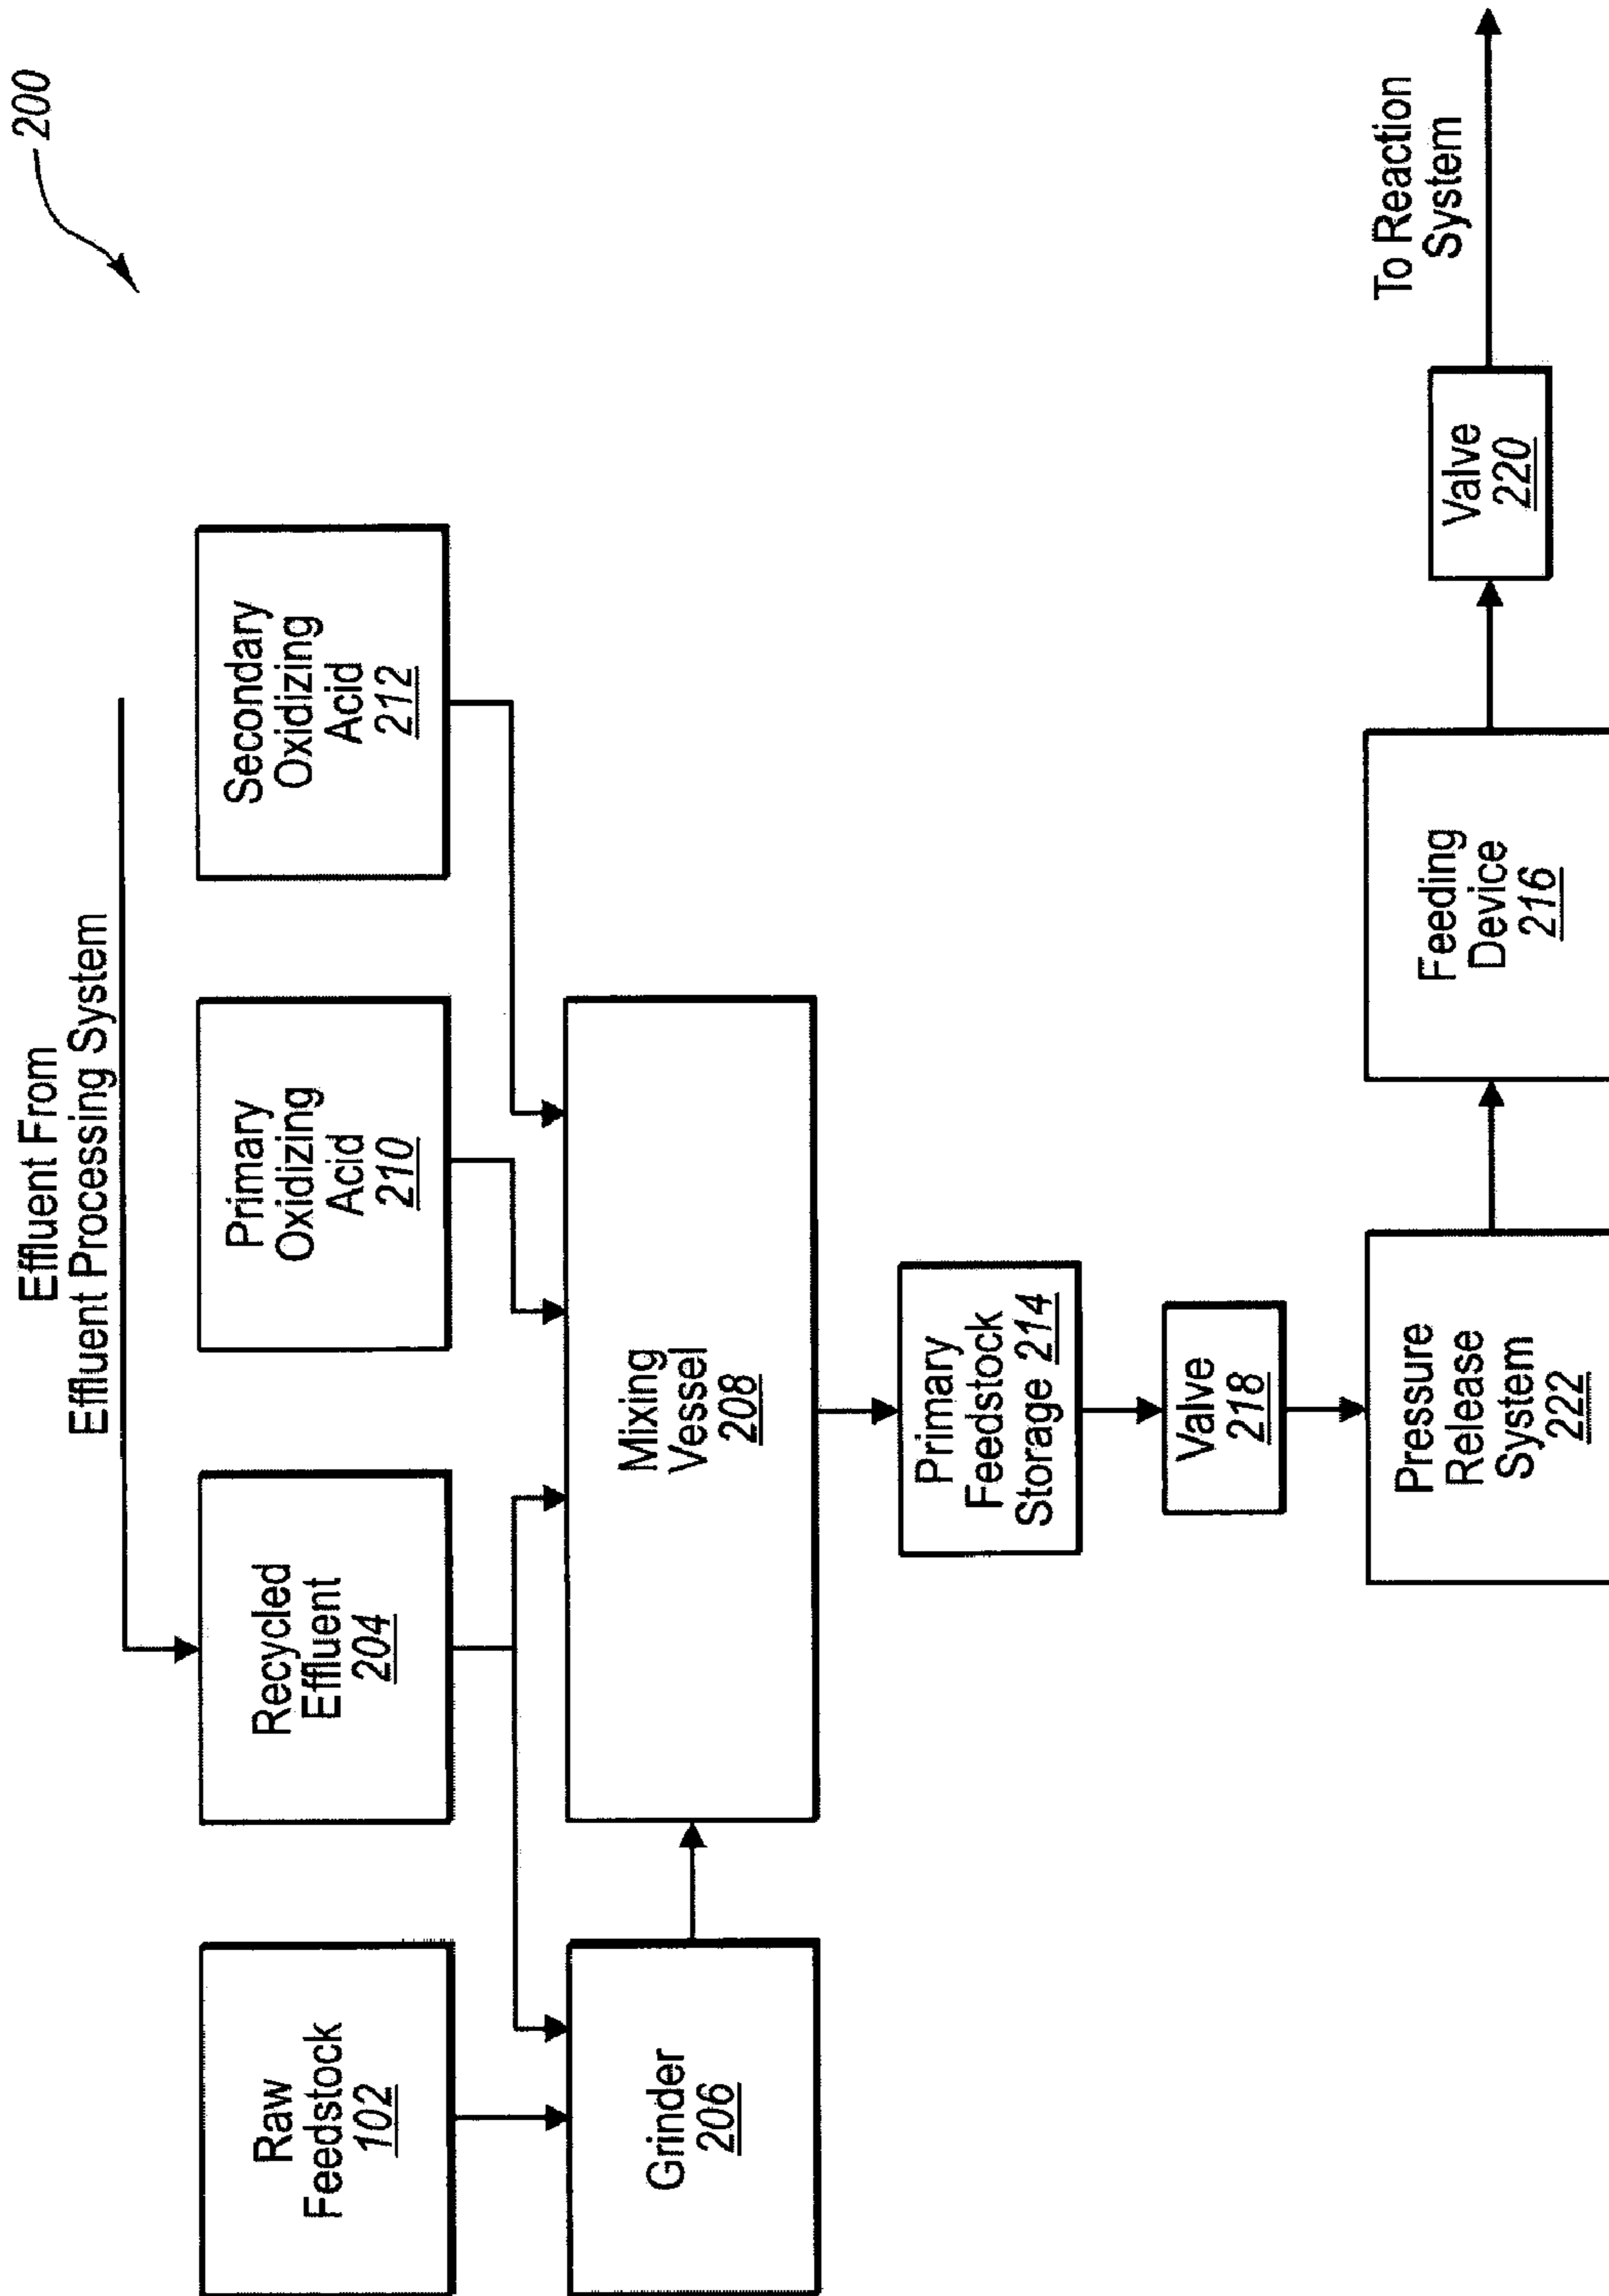 200
Effluent From
Effluent Processing System
Raw
Feedstock
102
Recycled
Effluent
204
Primary
Oxidizing
Acid
210
Secondary
Oxidizing
Acid
212
Grinder
206
Mixing
Vessel
208
Primary
Feedstock
Storage 214
Valve
218
Pressure
Release
System
222
Feeding
Device
216
Valve
220
To Reaction
System